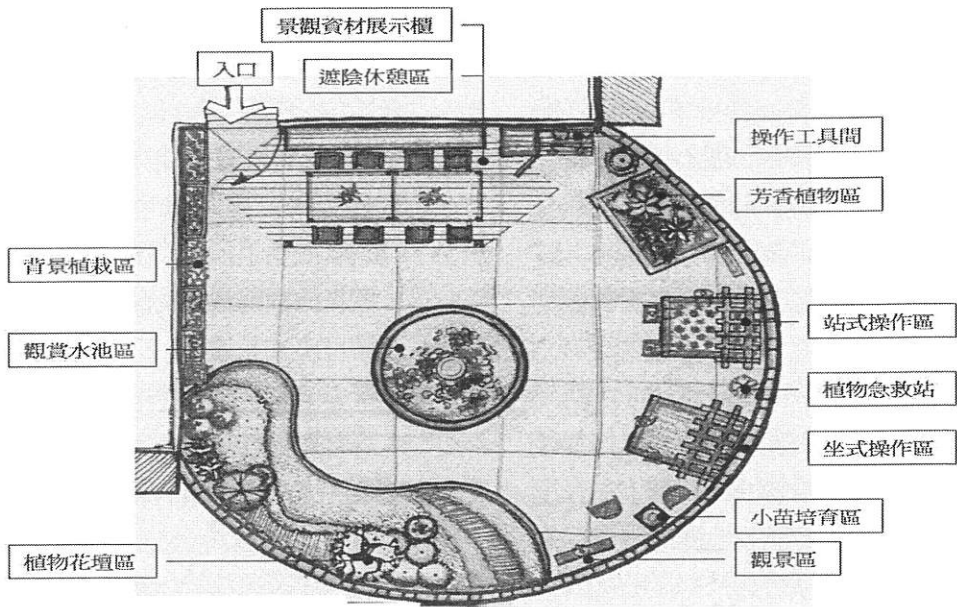 景觀資材展示櫃
入口
遮陰休憩區
操作工具間
芳香植物區
背景植栽區
站式操作區
觀賞水池區
植物急救站
坐式操作區
小苗培育區
植物花壇區
觀景區